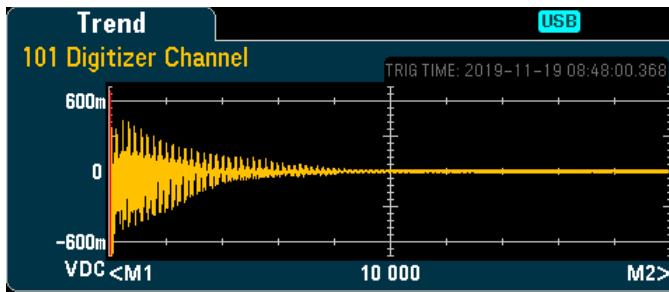 Trend
USB
101 Digitizer Channel
TRIG TIME: 2019-11-19 08:48:00.368
600m
0
-600m
VDC <M1 10 000 M2>